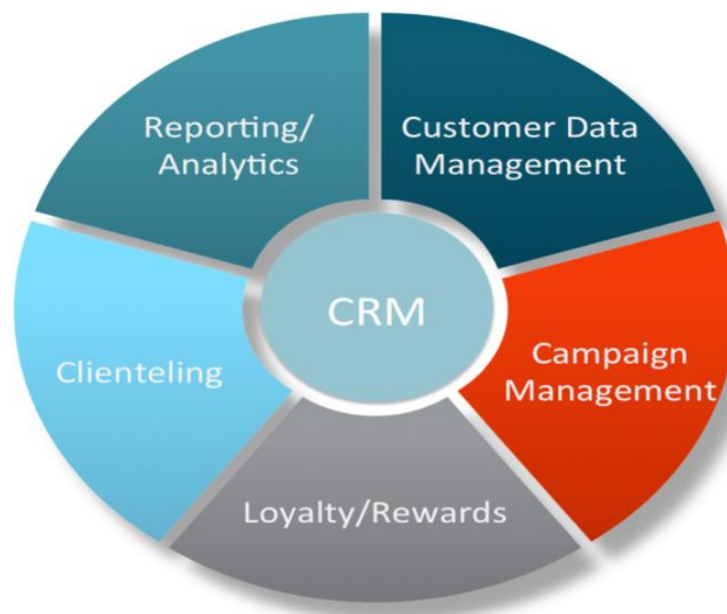 Reporting/
Analytics
Customer Data
Management
CRM
Clienteling
Campaign
Management
Loyalty/Rewards